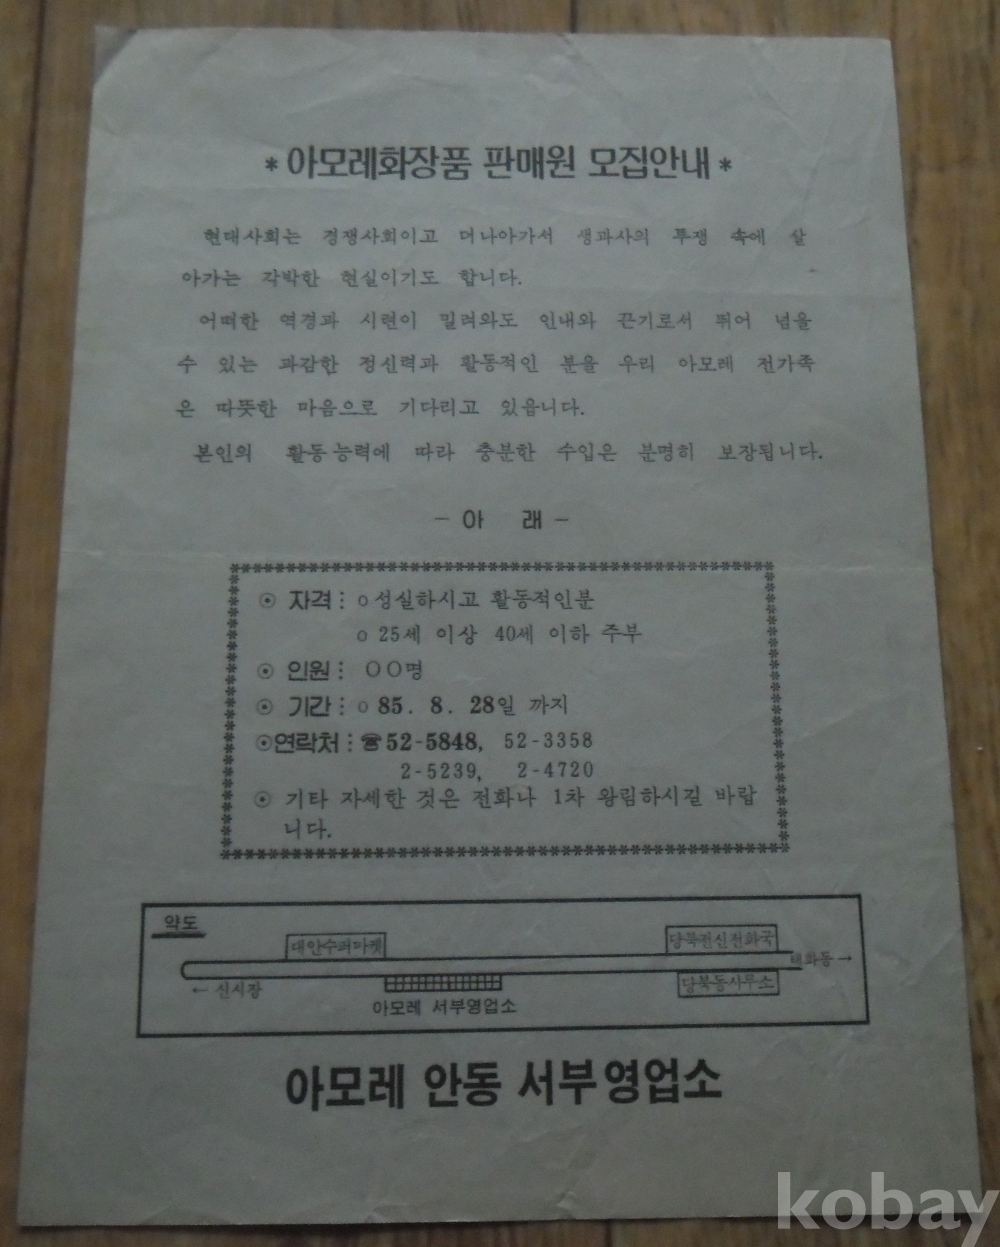 * 아모레화장품 판매원 모집안내 *
현대사회는 경쟁사회이고 더나아가서 생과사의 투쟁 속에 살
아가는 각박한 현실이기도 합니다.
어떠한 역경과 시련이 밀려와도 인내와 끈기로서 뛰어 넘을
수 있는 과감한 정신력과 활동적인 분을 우리 아모레 전가족
은 따뜻한 마음으로 기다리고 있읍니다.
본인의 활동능력에 따라 충분한 수입은 분명히 보장됩니다.
- 아 래 -
⊙ 자격 : o 성실하시고 활동적인분
o 25세 이상 40세 이하 주부
⊙ 인원 : OO명
⊙ 기간 : o 85. 8. 28일 까지
⊙연락처 : ☎52-5848, 52-3358
2-5239, 2-4720
⊙ 기타 자세한 것은 전화나 1차 왕림하시길 바랍
니다.
약도
대안수퍼마켙 당북전신전화국
태화동 →
← 신시장 당북동사무소
아모레 서부영업소
아모레 안동 서부영업소
kobay